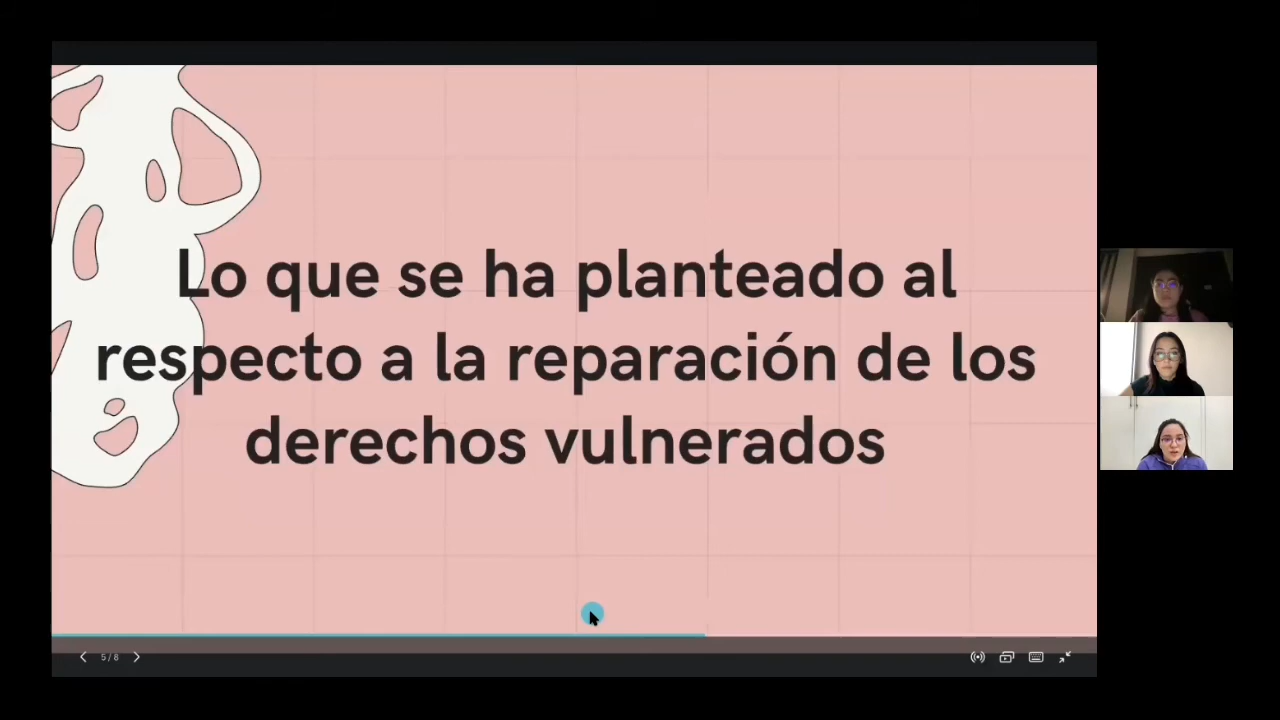 Lo que se ha planteado al
respecto a la reparación de los
derechos vulnerados
5/8